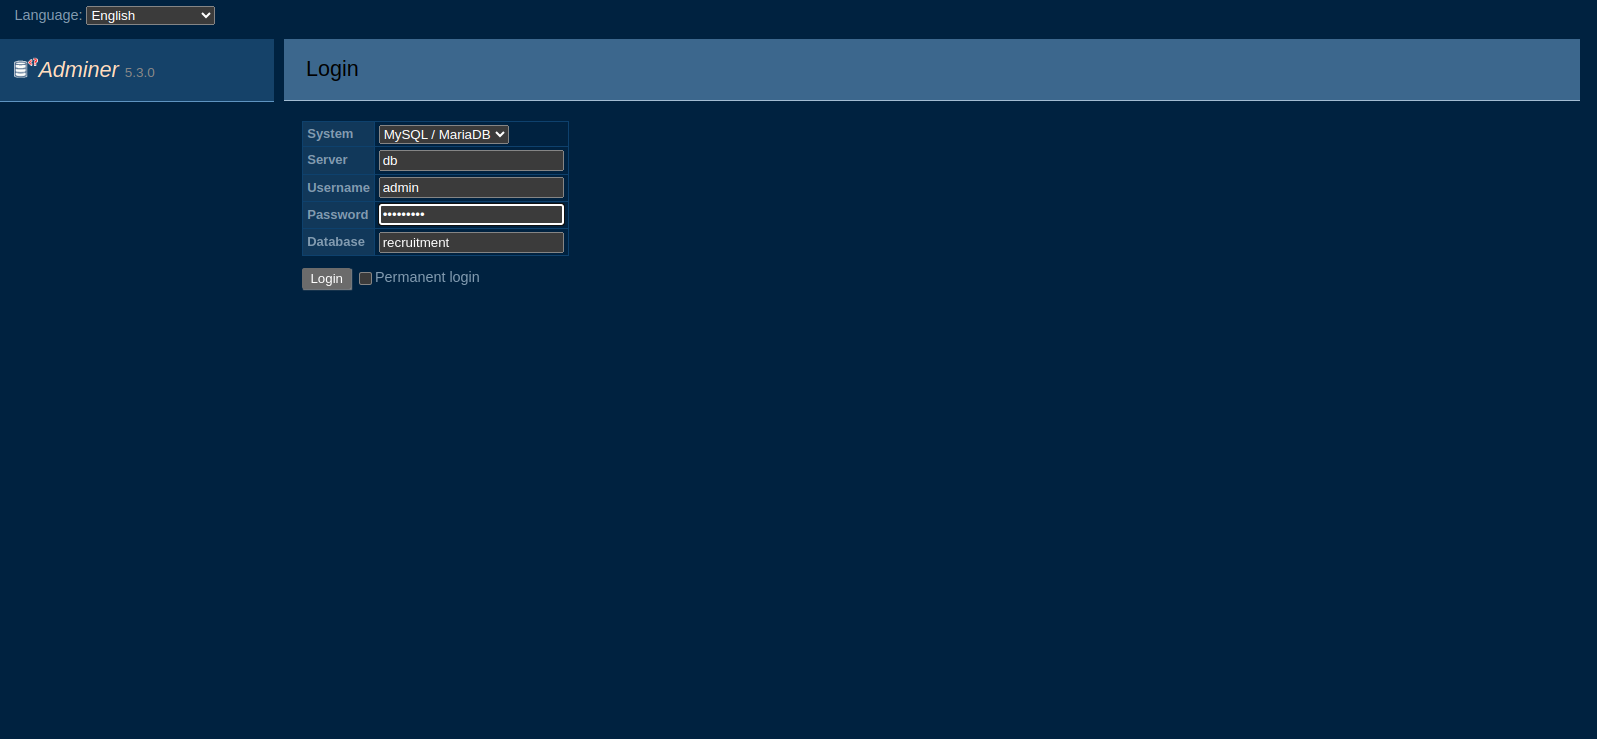 Language: English
Adminer 5.3.0
Login
System MySQL / MariaDB
Server db
Username admin
Password •••••••••
Database recruitment
Login Permanent login